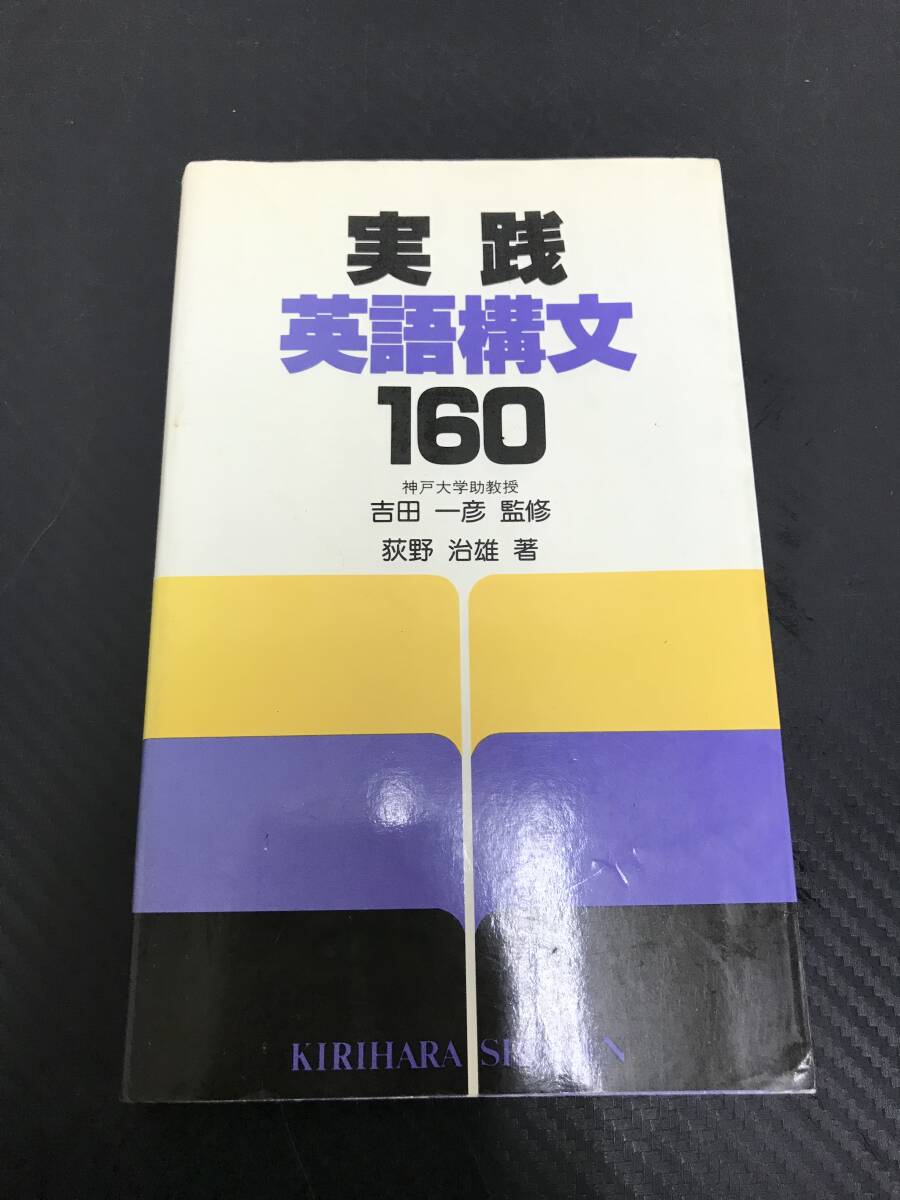 実践
英語構文
160
神戸大学助教授
吉田 一彦 監修
荻野 治雄 著
KIRIHARA